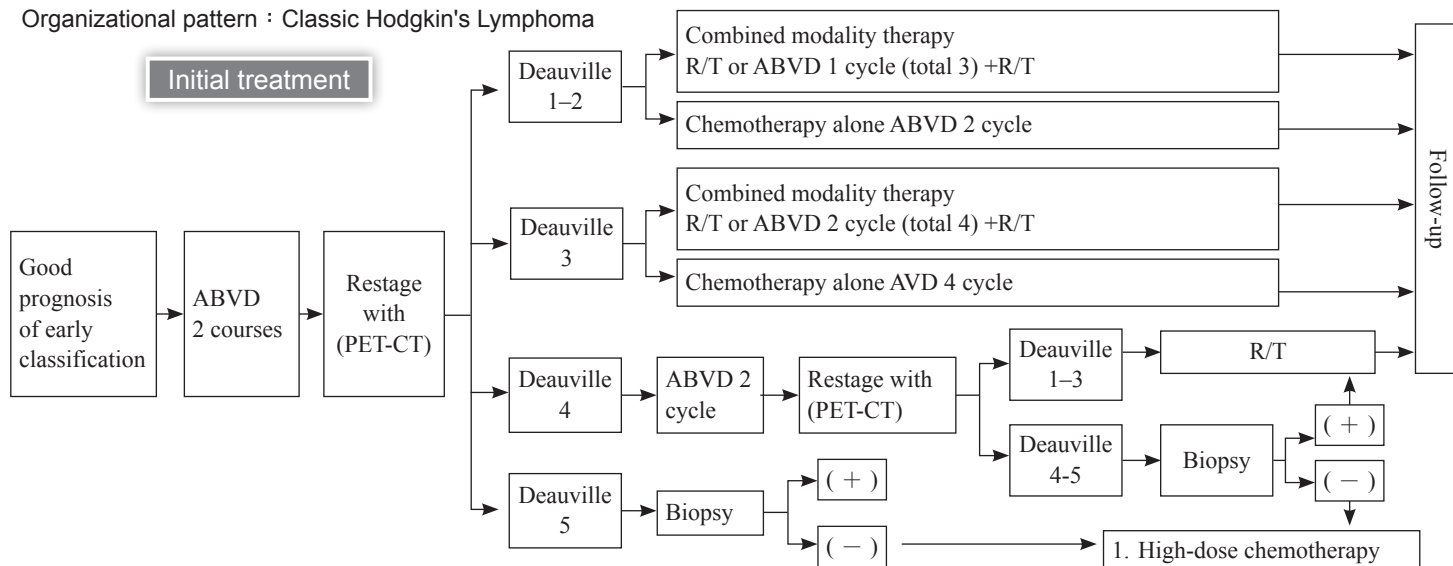 Organizational pattern：Classic Hodgkin's Lymphoma
Initial treatment
Good
prognosis
of early
classification
ABVD
2 courses
Restage
with
(PET-CT)
Deauville
1–2
Combined modality therapy
R/T or ABVD 1 cycle (total 3) +R/T
Chemotherapy alone ABVD 2 cycle
Deauville
3
Combined modality therapy
R/T or ABVD 2 cycle (total 4) +R/T
Chemotherapy alone AVD 4 cycle
Deauville
4
ABVD 2
cycle
Restage with
(PET-CT)
Deauville
1–3
R/T
Deauville
4-5
Biopsy
(+)
(−)
Deauville
5
Biopsy
(+)
(−)
1. High-dose chemotherapy
Follow-up